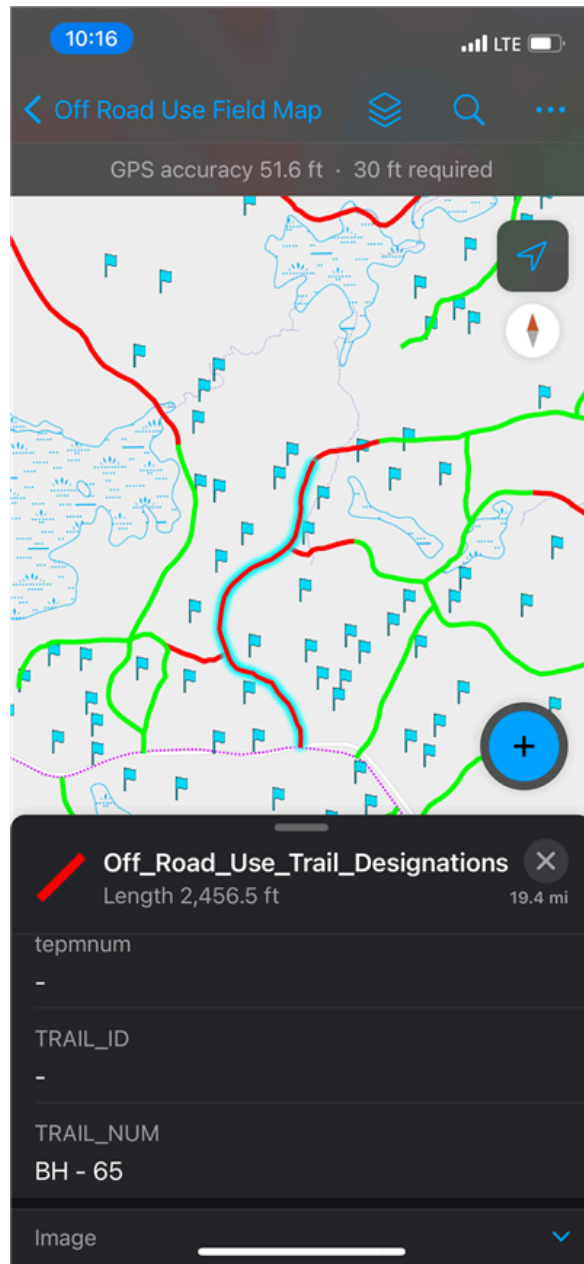 10:16 LTE
Off Road Use Field Map
GPS accuracy 51.6 ft · 30 ft required
Off_Road_Use_Trail_Designations
Length 2,456.5 ft 19.4 mi
tepmnum
-
TRAIL_ID
-
TRAIL_NUM
BH - 65
Image